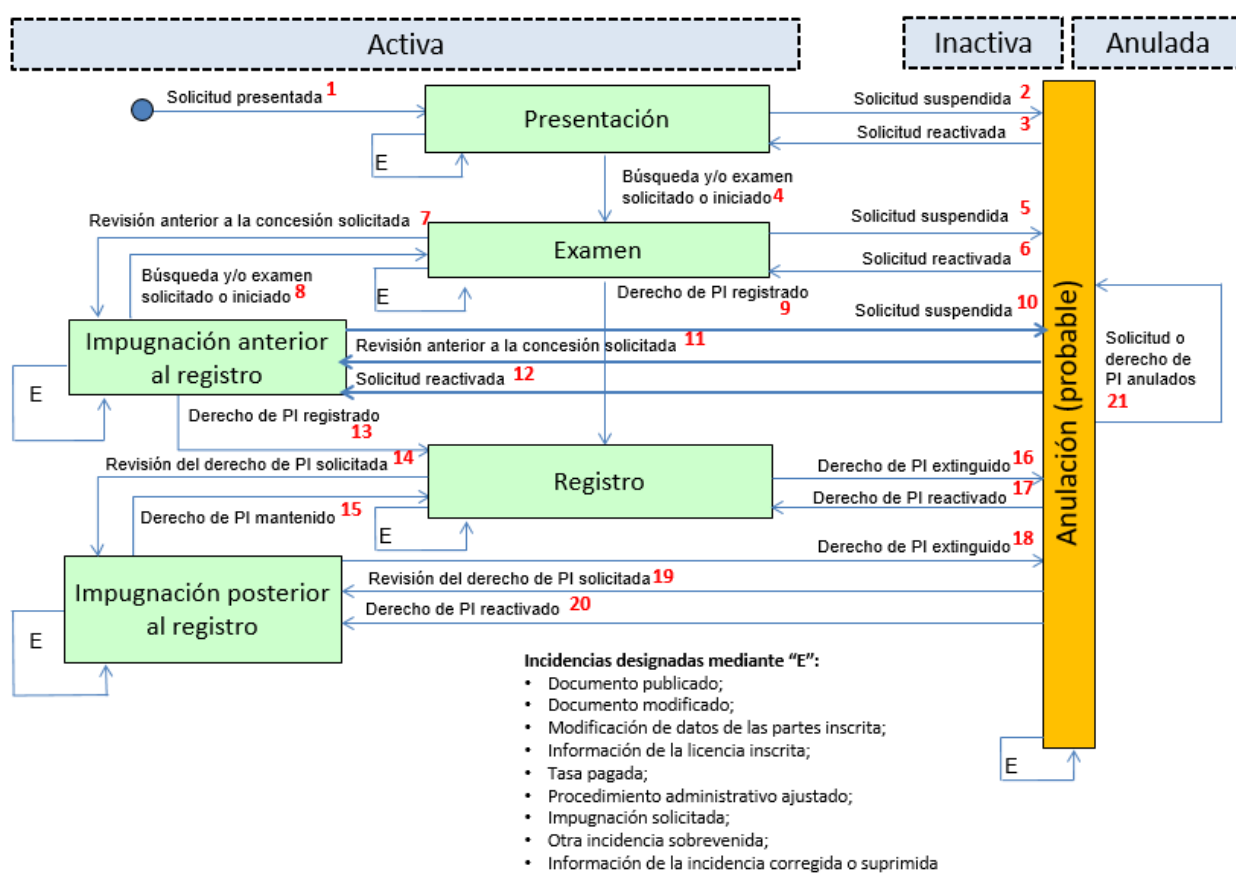 Activa
Inactiva
Anulada
Solicitud presentada 1
Presentación
Solicitud suspendida 2
Solicitud reactivada 3
E
Búsqueda y/o examen
solicitado o iniciado 4
Revisión anterior a la concesión solicitada 7
Examen
Solicitud suspendida 5
Solicitud reactivada 6
Búsqueda y/o examen
solicitado o iniciado 8
E
Derecho de PI registrado
9
Solicitud suspendida 10
Impugnación anterior
al registro
Revisión anterior a la concesión solicitada 11
Solicitud reactivada 12
E
Derecho de PI registrado
13
Anulación (probable)
Solicitud o
derecho de
PI anulados
21
Revisión del derecho de PI solicitada 14
Registro
Derecho de PI extinguido 16
Derecho de PI reactivado 17
Derecho de PI mantenido 15
E
Derecho de PI extinguido 18
Impugnación posterior
al registro
Revisión del derecho de PI solicitada 19
Derecho de PI reactivado 20
E
E
Incidencias designadas mediante “E”:
• Documento publicado;
• Documento modificado;
• Modificación de datos de las partes inscrita;
• Información de la licencia inscrita;
• Tasa pagada;
• Procedimiento administrativo ajustado;
• Impugnación solicitada;
• Otra incidencia sobrevenida;
• Información de la incidencia corregida o suprimida